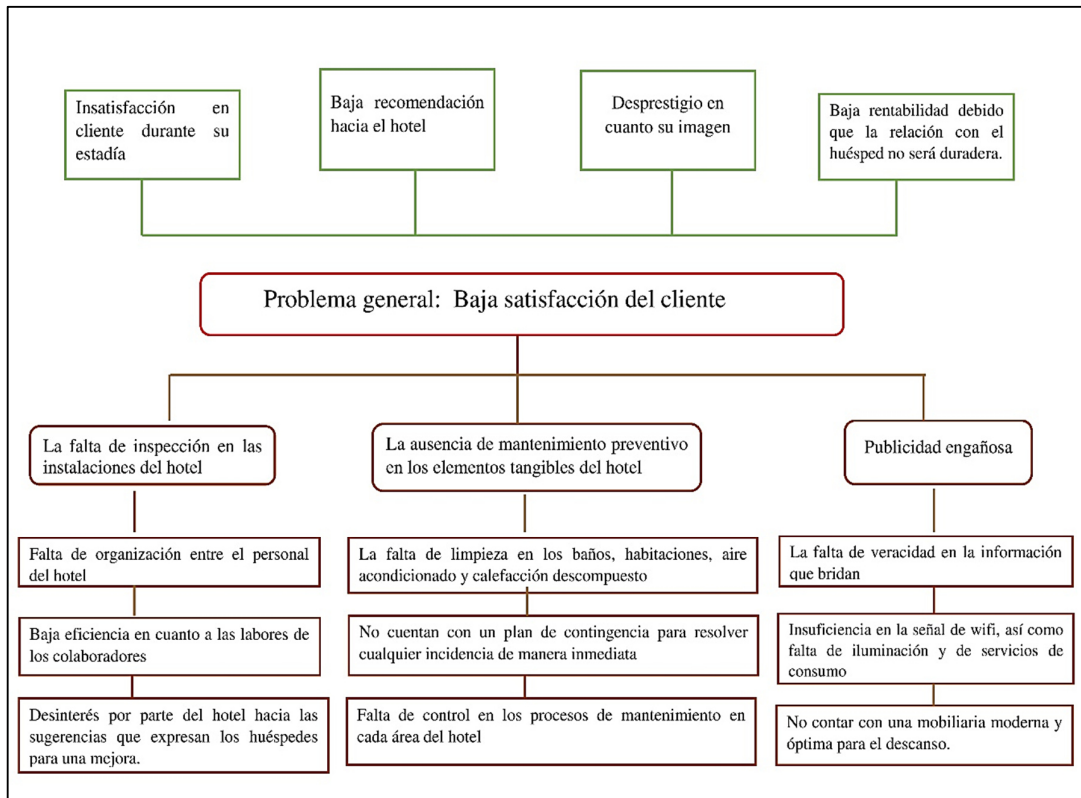 Insatisfacción en
cliente durante su
estadía
Baja recomendación
hacia el hotel
Desprestigio en
cuanto su imagen
Baja rentabilidad debido
que la relación con el
huésped no será duradera.
Problema general: Baja satisfacción del cliente
La falta de inspección en las
instalaciones del hotel
La ausencia de mantenimiento preventivo
en los elementos tangibles del hotel
Publicidad engañosa
Falta de organización entre el personal
del hotel
La falta de limpieza en los baños, habitaciones, aire
acondicionado y calefacción descompuesto
La falta de veracidad en la información
que bridan
Baja eficiencia en cuanto a las labores de
los colaboradores
No cuentan con un plan de contingencia para resolver
cualquier incidencia de manera inmediata
Insuficiencia en la señal de wifi, así como
falta de iluminación y de servicios de
consumo
Desinterés por parte del hotel hacia las
sugerencias que expresan los huéspedes
para una mejora.
Falta de control en los procesos de mantenimiento en
cada área del hotel
No contar con una mobiliaria moderna y
óptima para el descanso.